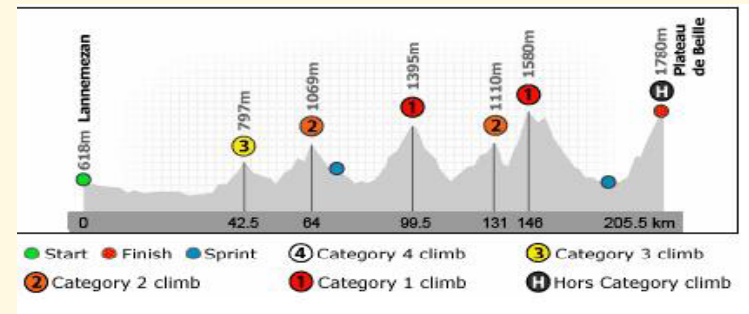 618m Lannemezan
797m
3
1069m
2
1395m
1
1110m
2
1580m
1
1780m
Plateau
de Beille
H
0 42.5 64 99.5 131 146 205.5 km
Start Finish Sprint 4 Category 4 climb 3 Category 3 climb
2 Category 2 climb 1 Category 1 climb H Hors Category climb